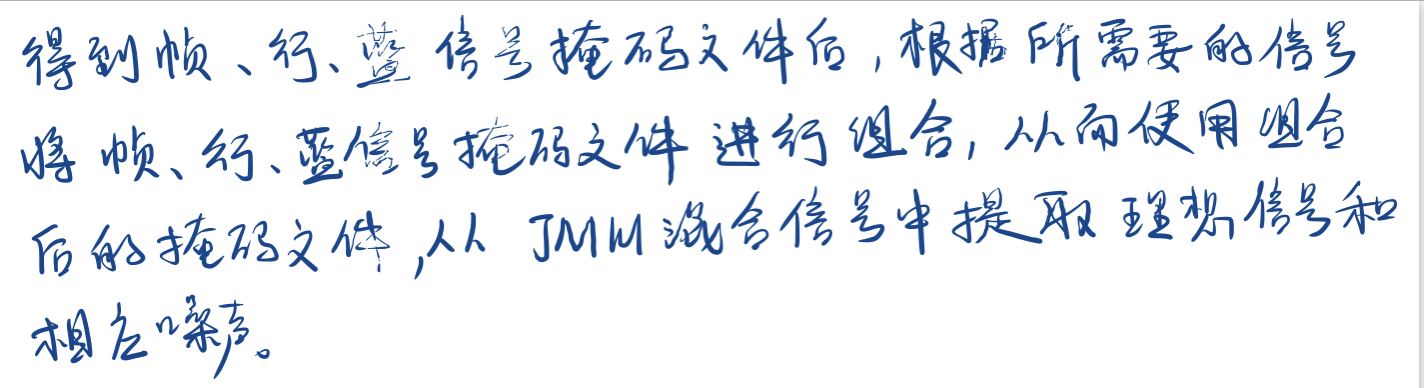 得到帧、行、蓝信号掩码文件后,根据所需要的信号
将帧、行、蓝信号掩码文件进行组合,从而使用组合
后的掩码文件,从JMM混合信号中提取理想信号和
相应噪声。